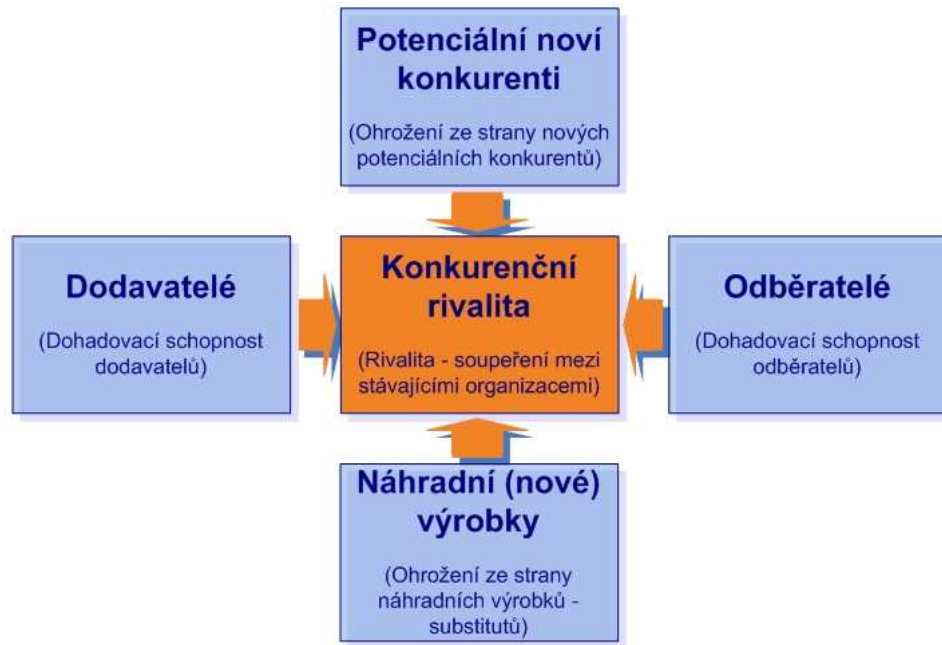 Potenciální noví
konkurenti
(Ohrožení ze strany nových
potenciálních konkurentů)
Dodavatelé
(Dohadovací schopnost
dodavatelů)
Konkurenční
rivalita
(Rivalita - soupeření mezi
stávajícími organizacemi)
Odběratelé
(Dohadovací schopnost
odběratelů)
Náhradní (nové)
výrobky
(Ohrožení ze strany
náhradních výrobků -
substitutů)